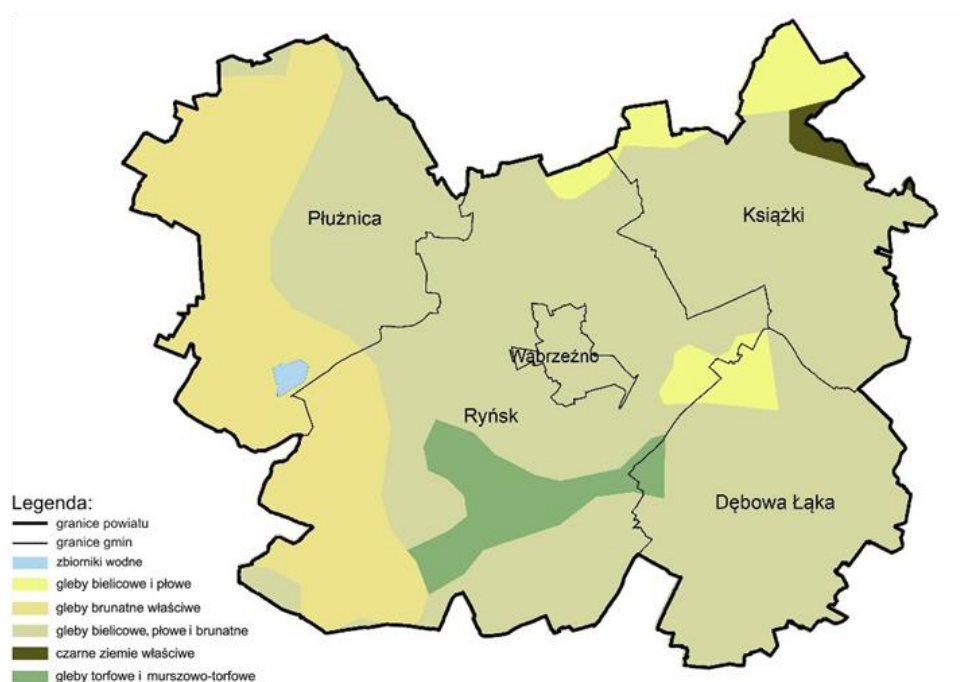 Płużnica
Książki
Wąbrzeźno
Ryńsk
Dębowa Łąka
Legenda:
granice powiatu
granice gmin
zbiorniki wodne
gleby bielicowe i płowe
gleby brunatne właściwe
gleby bielicowe, płowe i brunatne
czarne ziemie właściwe
gleby torfowe i murszowo-torfowe